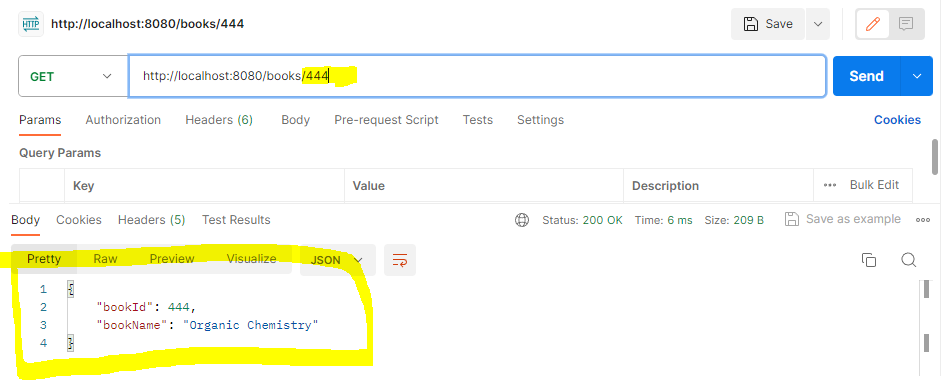 HTTP http://localhost:8080/books/444 Save
GET http://localhost:8080/books/444 Send
Params Authorization Headers (6) Body Pre-request Script Tests Settings Cookies
Query Params
Key Value Description ••• Bulk Edit
Body Cookies Headers (5) Test Results Status: 200 OK Time: 6 ms Size: 209 B Save as example •••
Pretty Raw Preview Visualize JSON
1 {
2 "bookId": 444,
3 "bookName": "Organic Chemistry"
4 }